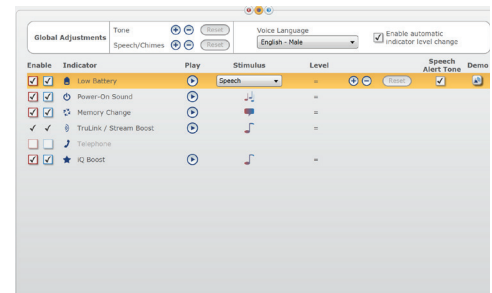 Global Adjustments
Tone Reset
Speech/Chimes Reset
Voice Language
English - Male
Enable automatic
indicator level change
Enable Indicator Play Stimulus Level Speech Alert Tone Demo
Low Battery Speech = Reset
Power-On Sound =
Memory Change =
TruLink / Stream Boost =
Telephone
iQ Boost =